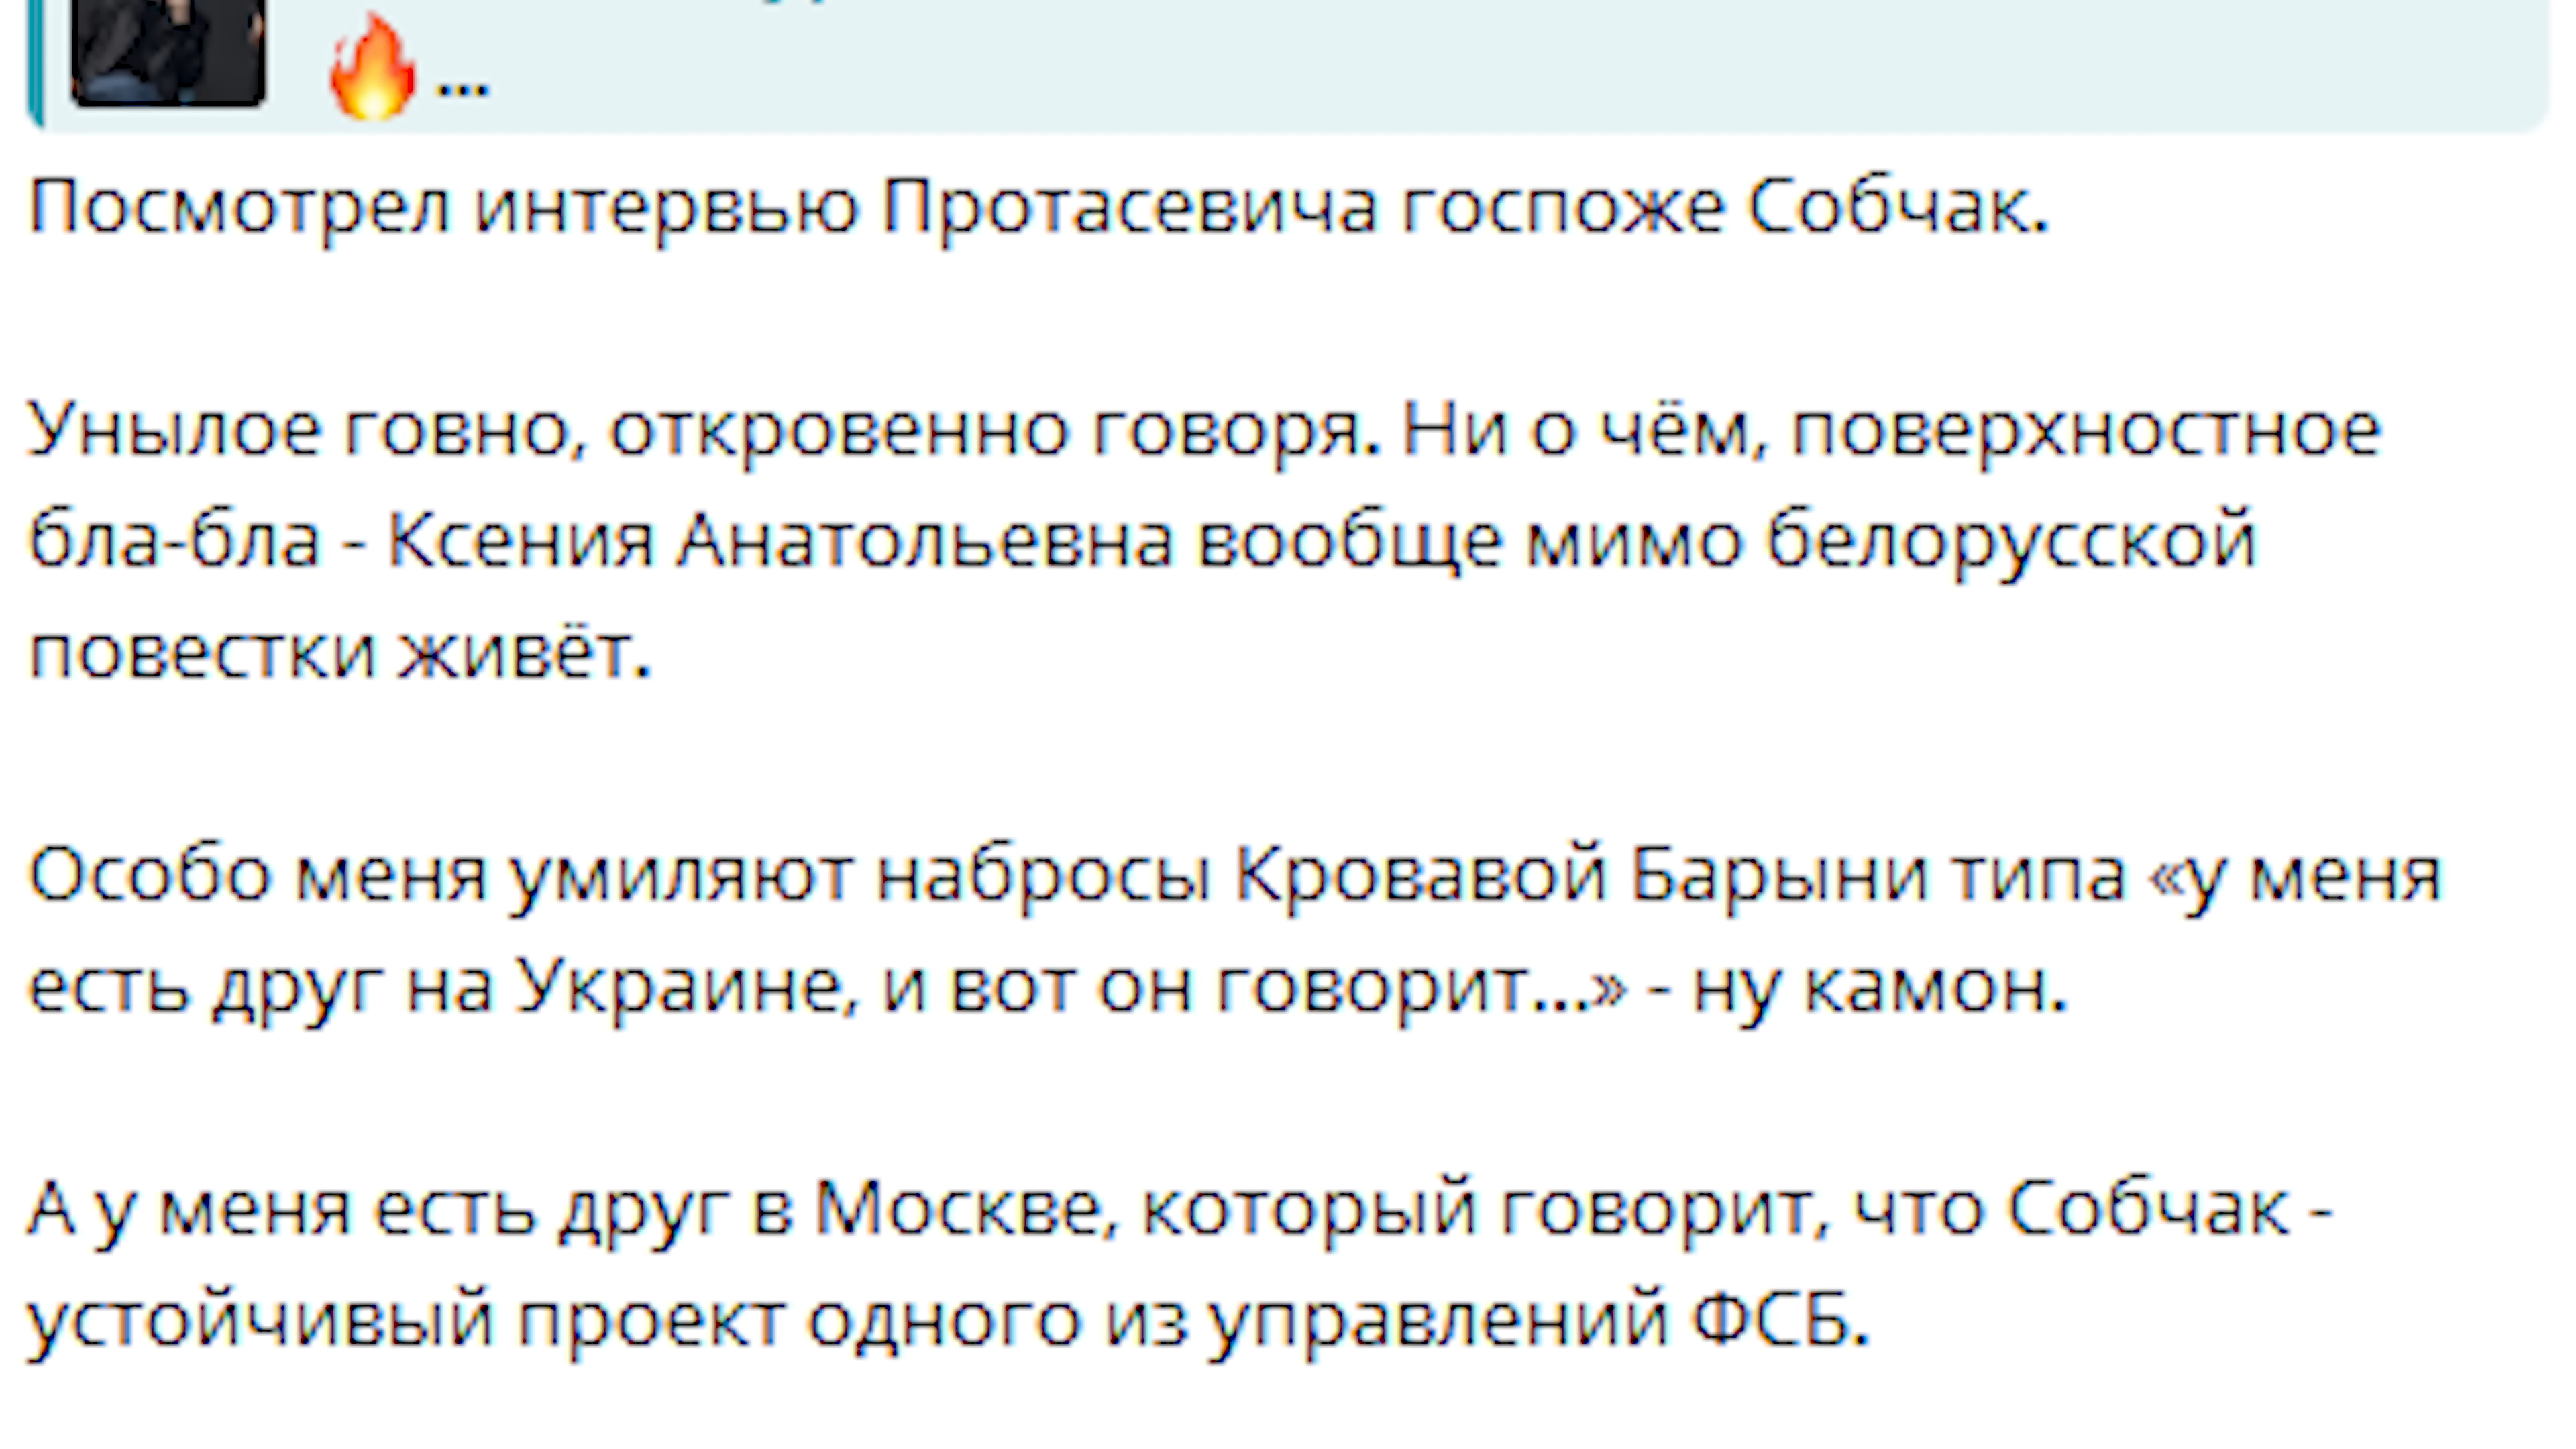 🔥...
Посмотрел интервью Протасевича госпоже Собчак.
Унылое говно, откровенно говоря. Ни о чём, поверхностное
бла-бла - Ксения Анатольевна вообще мимо белорусской
повестки живёт.
Особо меня умиляют набросы Кровавой Барыни типа «у меня
есть друг на Украине, и вот он говорит...» - ну камон.
А у меня есть друг в Москве, который говорит, что Собчак -
устойчивый проект одного из управлений ФСБ.